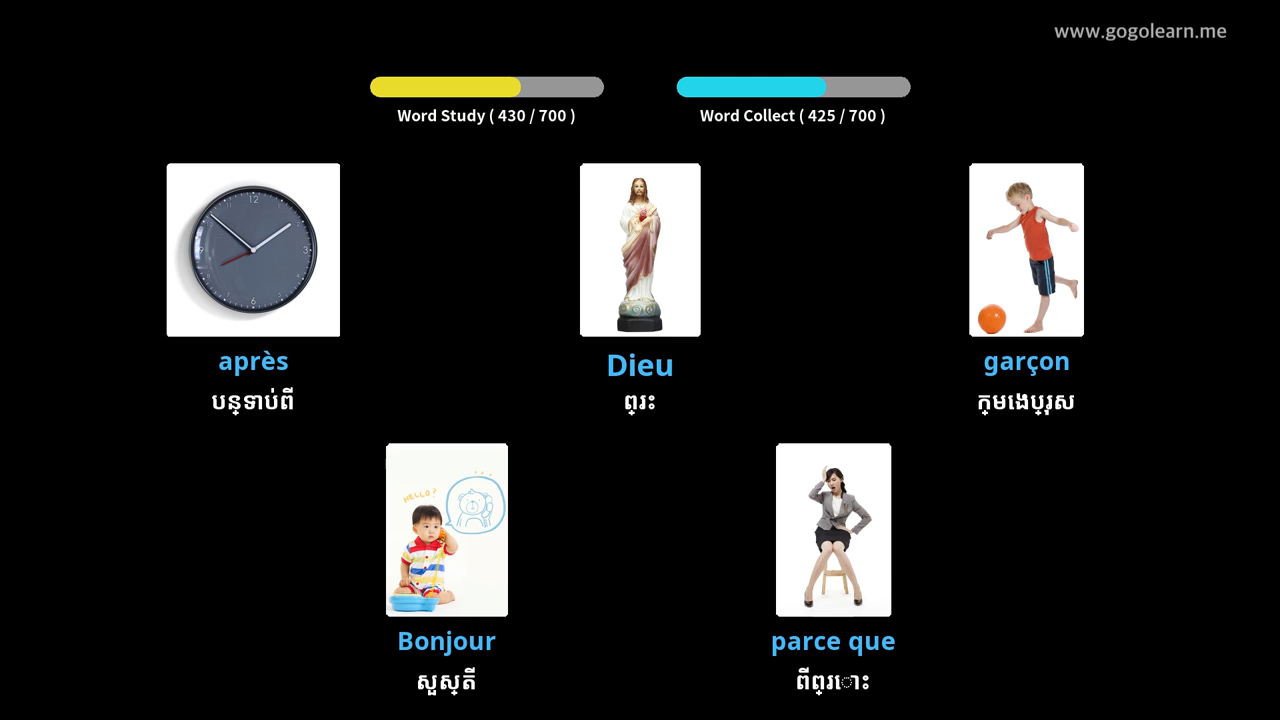 www.gogolearn.me
Word Study ( 430 / 700 )
Word Collect ( 425 / 700 )
après
បន្ទាប់ពី
Dieu
ព្រះ
garçon
ក្មេងប្រុស
HELLO!
Bonjour
សួស្តី
parce que
ពីព្រោះ